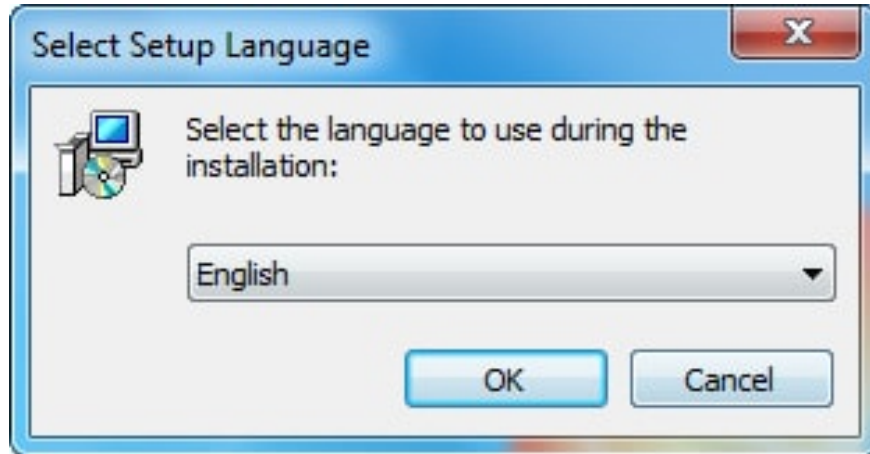 Select Setup Language
Select the language to use during the
installation:
English
OK
Cancel